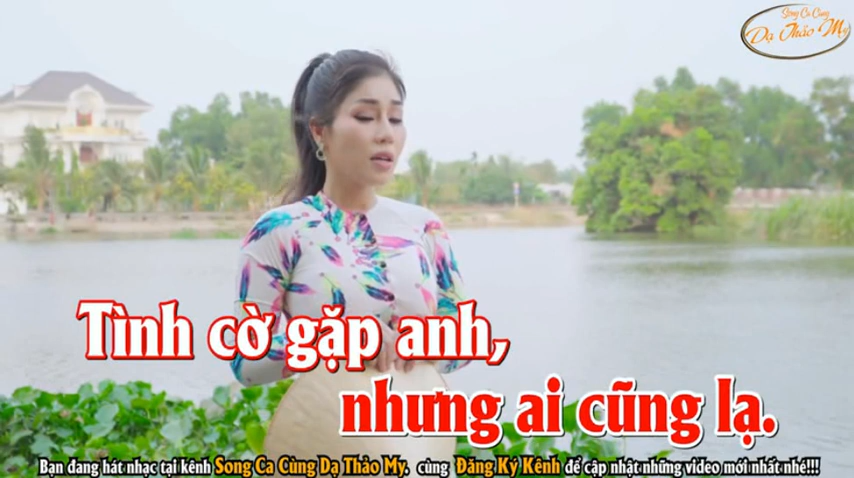 Song Ca Cùng
Dạ Thảo My
Tình cờ gặp anh,
nhưng ai cũng lạ.
Bạn đang hát nhạc tại kênh Song Ca Cùng Dạ Thảo My. cùng Đăng Ký Kênh để cập nhật những video mới nhất nhé!!!